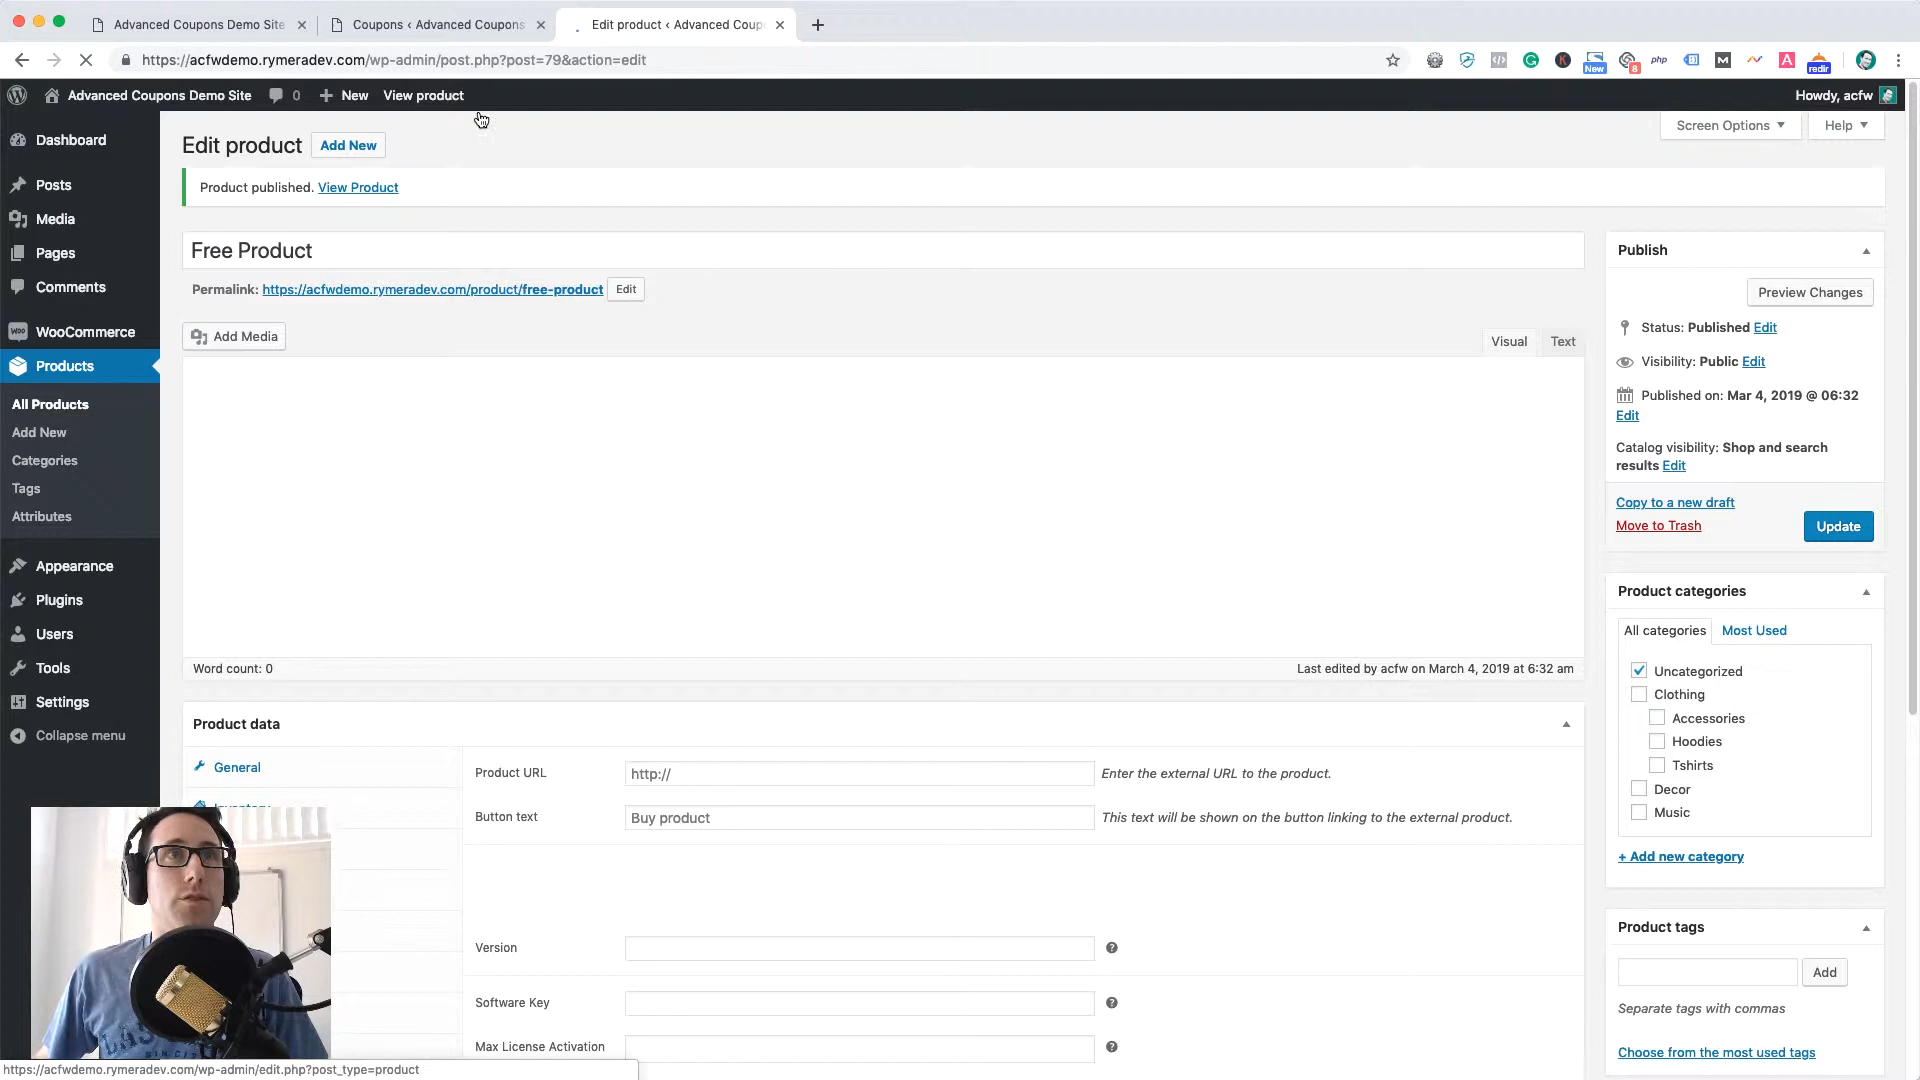 Advanced Coupons Demo Site
Coupons ‹ Advanced Coupons
Edit product ‹ Advanced Coup
https://acfwdemo.rymeradev.com/wp-admin/post.php?post=79&action=edit
New
8
php
M
A
redir
Advanced Coupons Demo Site
0
New
View product
Howdy, acfw
Screen Options
Help
Edit product
Add New
Product published. View Product
Dashboard
Posts
Media
Pages
Comments
WooCommerce
Products
All Products
Add New
Categories
Tags
Attributes
Appearance
Plugins
Users
Tools
Settings
Collapse menu
Free Product
Permalink: https://acfwdemo.rymeradev.com/product/free-product
Edit
Add Media
Visual
Text
Word count: 0
Last edited by acfw on March 4, 2019 at 6:32 am
Product data
General
Inventory
Product URL
http://
Enter the external URL to the product.
Button text
Buy product
This text will be shown on the button linking to the external product.
Version
Software Key
Max License Activation
Publish
Preview Changes
Status: Published Edit
Visibility: Public Edit
Published on: Mar 4, 2019 @ 06:32
Edit
Catalog visibility: Shop and search
results Edit
Copy to a new draft
Move to Trash
Update
Product categories
All categories
Most Used
Uncategorized
Clothing
Accessories
Hoodies
Tshirts
Decor
Music
+ Add new category
Product tags
Add
Separate tags with commas
Choose from the most used tags
https://acfwdemo.rymeradev.com/wp-admin/edit.php?post_type=product